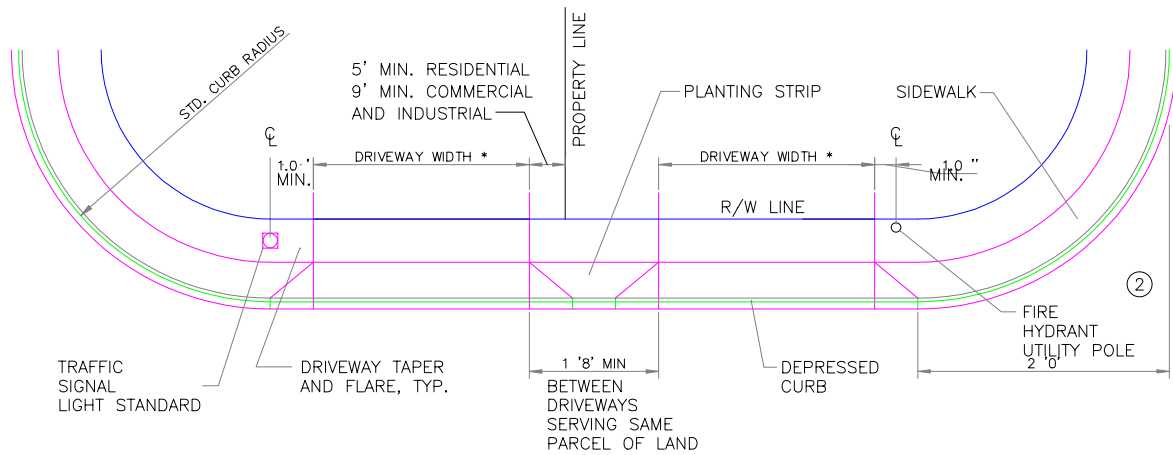 STD. CURB RADIUS
5' MIN. RESIDENTIAL
9' MIN. COMMERCIAL
AND INDUSTRIAL
PROPERTY LINE
PLANTING STRIP
SIDEWALK
℄
1.0 '
MIN.
DRIVEWAY WIDTH *
DRIVEWAY WIDTH *
℄
1.0 "
MIN.
R/W LINE
2
TRAFFIC
SIGNAL
LIGHT STANDARD
DRIVEWAY TAPER
AND FLARE, TYP.
1 '8' MIN
BETWEEN
DRIVEWAYS
SERVING SAME
PARCEL OF LAND
DEPRESSED
CURB
FIRE
HYDRANT
UTILITY POLE
2 '0'